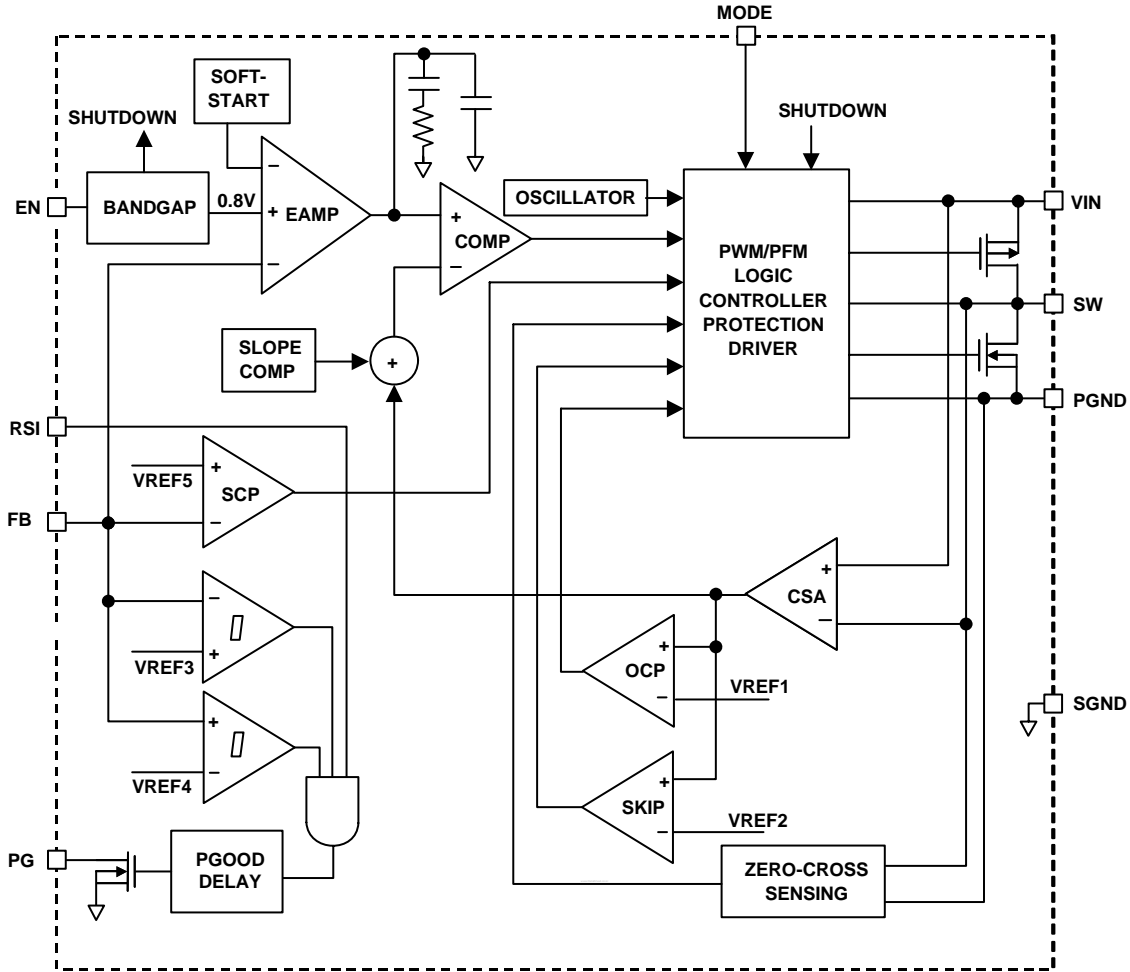 MODE
SOFT-
START
SHUTDOWN
SHUTDOWN
EN
BANDGAP
0.8V
−
+
−
EAMP
OSCILLATOR
+
−
COMP
PWM/PFM
LOGIC
CONTROLLER
PROTECTION
DRIVER
VIN
SW
PGND
SLOPE
COMP
+
RSI
VREF5
+
−
SCP
FB
−
+
VREF3
+
−
VREF4
CSA
+
−
OCP
+
−
VREF1
SGND
SKIP
+
−
VREF2
PG
PGOOD
DELAY
ZERO-CROSS
SENSING